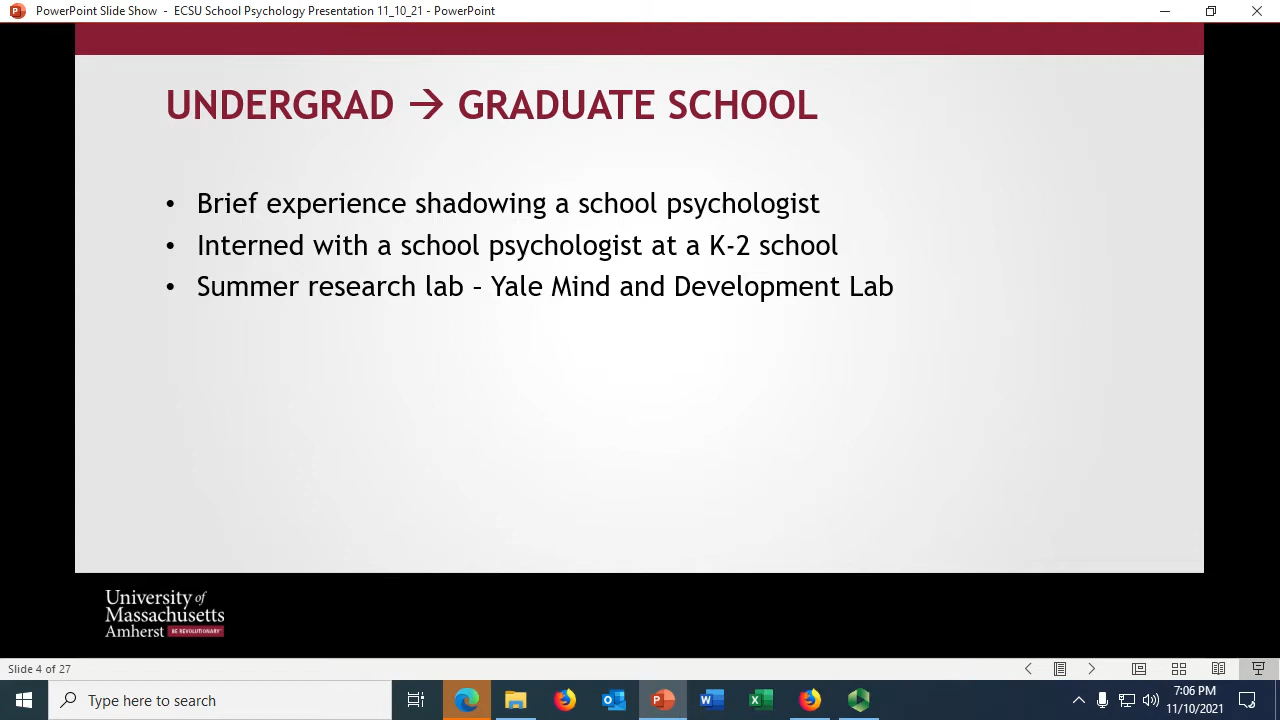 PowerPoint Slide Show - ECSU School Psychology Presentation 11_10_21 - PowerPoint
UNDERGRAD → GRADUATE SCHOOL
• Brief experience shadowing a school psychologist
• Interned with a school psychologist at a K-2 school
• Summer research lab – Yale Mind and Development Lab
University of
Massachusetts
Amherst BE REVOLUTIONARY™
Slide 4 of 27
Type here to search
7:06 PM
11/10/2021